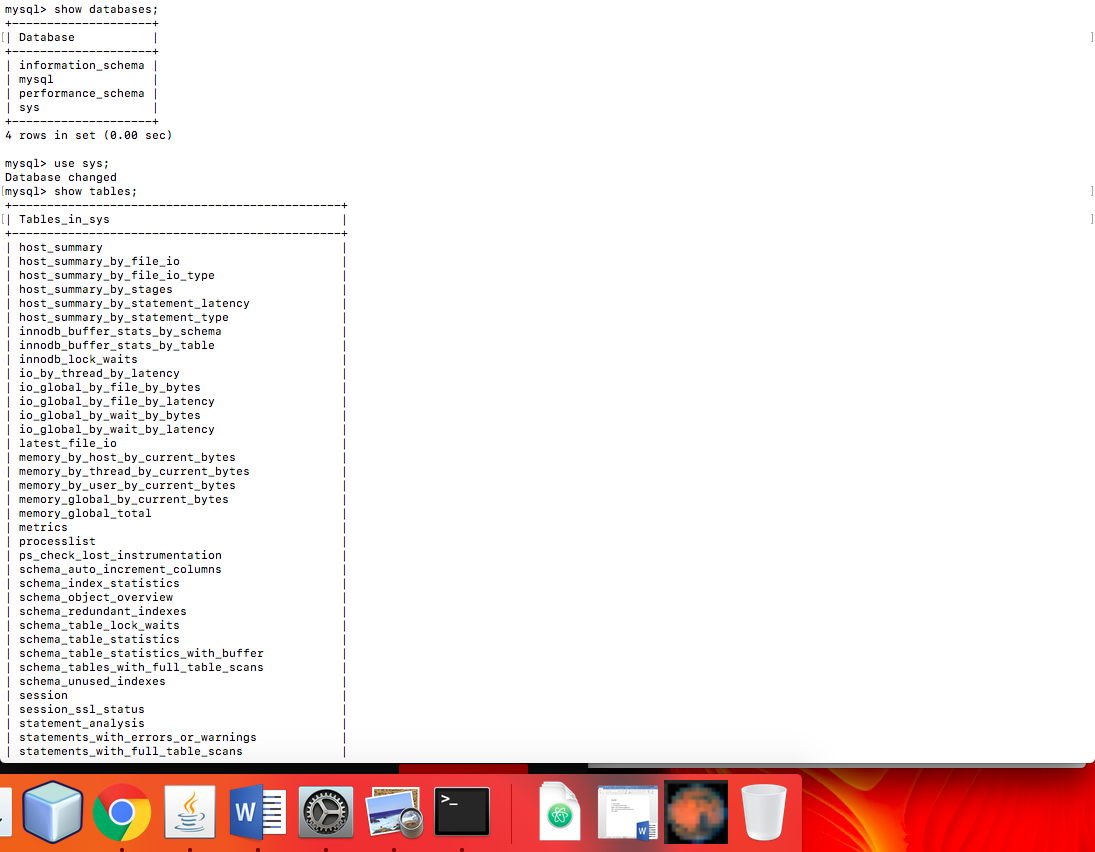 mysql> show databases;
+--------------------+
[| Database           | ]
+--------------------+
| information_schema |
| mysql              |
| performance_schema |
| sys                |
+--------------------+
4 rows in set (0.00 sec)
mysql> use sys;
Database changed
[mysql> show tables; ]
+-----------------------------------------------+
[| Tables_in_sys                                 | ]
+-----------------------------------------------+
| host_summary                                  |
| host_summary_by_file_io                       |
| host_summary_by_file_io_type                  |
| host_summary_by_stages                        |
| host_summary_by_statement_latency             |
| host_summary_by_statement_type                |
| innodb_buffer_stats_by_schema                 |
| innodb_buffer_stats_by_table                  |
| innodb_lock_waits                             |
| io_by_thread_by_latency                       |
| io_global_by_file_by_bytes                    |
| io_global_by_file_by_latency                  |
| io_global_by_wait_by_bytes                    |
| io_global_by_wait_by_latency                  |
| latest_file_io                                |
| memory_by_host_by_current_bytes               |
| memory_by_thread_by_current_bytes             |
| memory_by_user_by_current_bytes               |
| memory_global_by_current_bytes                |
| memory_global_total                           |
| metrics                                       |
| processlist                                   |
| ps_check_lost_instrumentation                 |
| schema_auto_increment_columns                 |
| schema_index_statistics                       |
| schema_object_overview                        |
| schema_redundant_indexes                      |
| schema_table_lock_waits                       |
| schema_table_statistics                       |
| schema_table_statistics_with_buffer           |
| schema_tables_with_full_table_scans           |
| schema_unused_indexes                         |
| session                                       |
| session_ssl_status                            |
| statement_analysis                            |
| statements_with_errors_or_warnings            |
| statements_with_full_table_scans              |
W >_ W